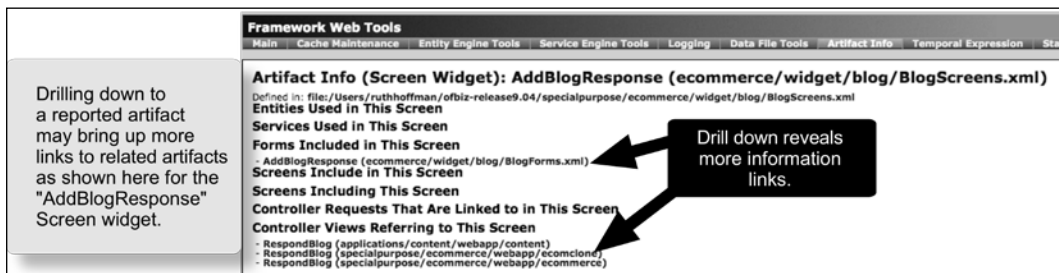 Framework Web Tools
Main Cache Maintenance Entity Engine Tools Service Engine Tools Logging Data File Tools Artifact Info Temporal Expression Sta
Artifact Info (Screen Widget): AddBlogResponse (ecommerce/widget/blog/BlogScreens.xml)
Defined in: file:/Users/ruthhoffman/ofbiz-release9.04/specialpurpose/ecommerce/widget/blog/BlogScreens.xml
Entities Used in This Screen
Services Used in This Screen
Forms Included in This Screen
- AddBlogResponse (ecommerce/widget/blog/BlogForms.xml)
Screens Include in This Screen
Screens Including This Screen
Controller Requests That Are Linked to in This Screen
Controller Views Referring to This Screen
- RespondBlog (applications/content/webapp/content)
- RespondBlog (specialpurpose/ecommerce/webapp/ecomclone)
- RespondBlog (specialpurpose/ecommerce/webapp/ecommerce)
Drilling down to
a reported artifact
may bring up more
links to related artifacts
as shown here for the
"AddBlogResponse"
Screen widget.
Drill down reveals
more information
links.